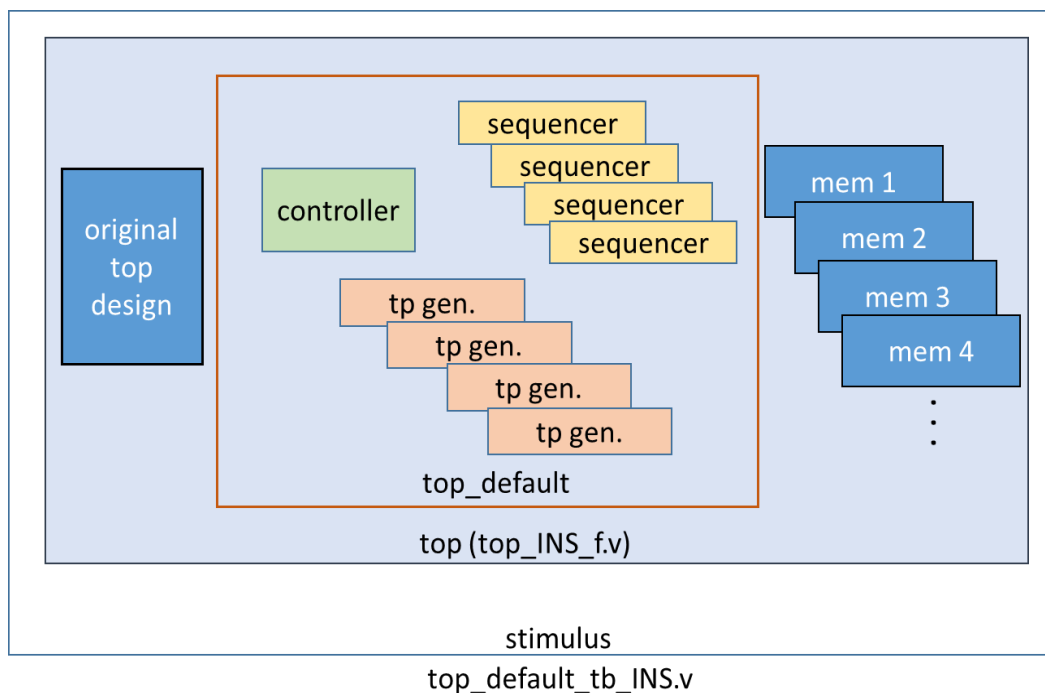 original
top
design
controller
sequencer
sequencer
sequencer
sequencer
tp gen.
tp gen.
tp gen.
tp gen.
top_default
mem 1
mem 2
mem 3
mem 4
top (top_INS_f.v)
stimulus
top_default_tb_INS.v